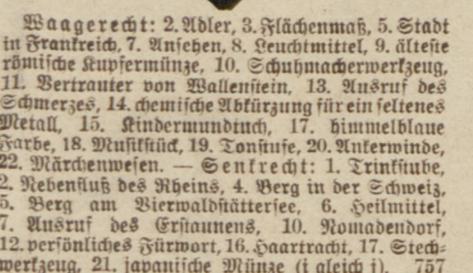 Waagerecht: 2. Adler, 3. Flächenmaß, 5. Stadt
in Frankreich, 7. Ansehen, 8. Leuchtmittel, 9. älteste
römische Kupfermünze, 10. Schuhmacherwerkzeug,
11. Vertrauter von Wallenstein, 13. Ausruf des
Schmerzes, 14. chemische Abkürzung für ein seltenes
Metall, 15. Kindermundtuch, 17. himmelblaue
Farbe, 18. Musikstück, 19. Tonstufe, 20. Ankerwinde,
22. Märchenwesen. — Senkrecht: 1. Trinkstube,
2. Nebenfluß des Rheins, 4. Berg in der Schweiz,
5. Berg am Vierwaldstättersee, 6. Heilmittel,
7. Ausruf des Erstaunens, 10. Nomadendorf,
12. persönliches Fürwort, 16. Haartracht, 17. Stech-
werkzeug, 21. japanische Münze (i gleich j). 757